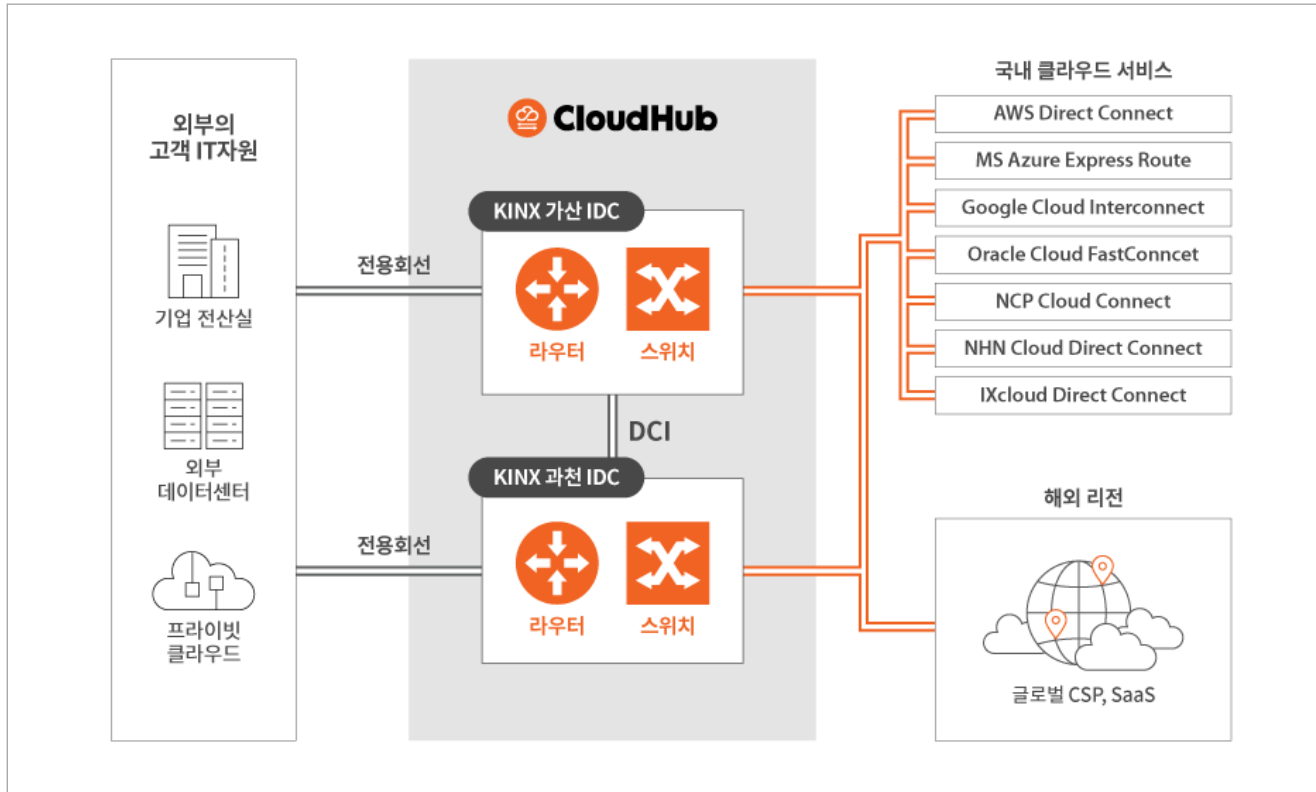 외부의
고객 IT자원
기업 전산실
외부
데이터센터
프라이빗
클라우드
전용회선
전용회선
CloudHub
KINX 가산 IDC
라우터
스위치
DCI
KINX 과천 IDC
라우터
스위치
국내 클라우드 서비스
AWS Direct Connect
MS Azure Express Route
Google Cloud Interconnect
Oracle Cloud FastConncet
NCP Cloud Connect
NHN Cloud Direct Connect
IXcloud Direct Connect
해외 리전
글로벌 CSP, SaaS